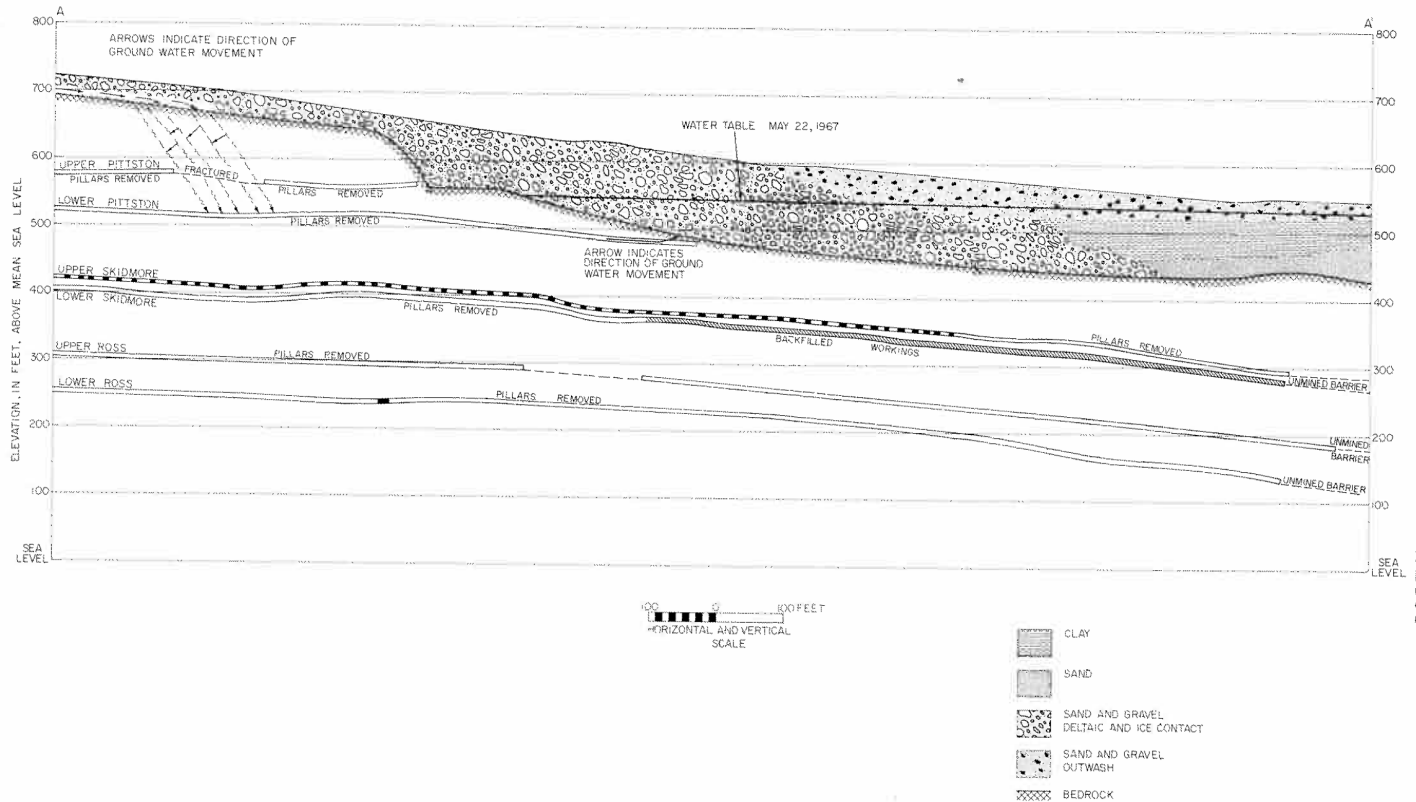 A
A'
800
700
600
500
400
300
200
100
SEA
LEVEL
ELEVATION, IN FEET, ABOVE MEAN SEA LEVEL
ARROWS INDICATE DIRECTION OF
GROUND WATER MOVEMENT
WATER TABLE MAY 22, 1967
UPPER PITTSTON
PILLARS REMOVED
FRACTURED
PILLARS REMOVED
LOWER PITTSTON
PILLARS REMOVED
ARROW INDICATES
DIRECTION OF GROUND
WATER MOVEMENT
UPPER SKIDMORE
LOWER SKIDMORE
PILLARS REMOVED
BACKFILLED WORKINGS
PILLARS REMOVED
UNMINED BARRIER
UPPER ROSS
PILLARS REMOVED
UNMINED
BARRIER
LOWER ROSS
PILLARS REMOVED
UNMINED BARRIER
800
700
600
500
400
300
200
100
SEA
LEVEL
100 0 100 FEET
HORIZONTAL AND VERTICAL
SCALE
CLAY
SAND
SAND AND GRAVEL
DELTAIC AND ICE CONTACT
SAND AND GRAVEL
OUTWASH
BEDROCK